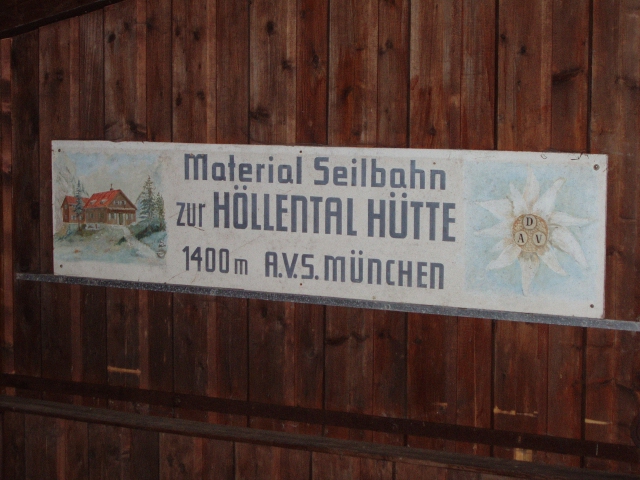 Material Seilbahn
zur HÖLLENTAL HÜTTE
1400m A.V.S. MÜNCHEN
D
A V